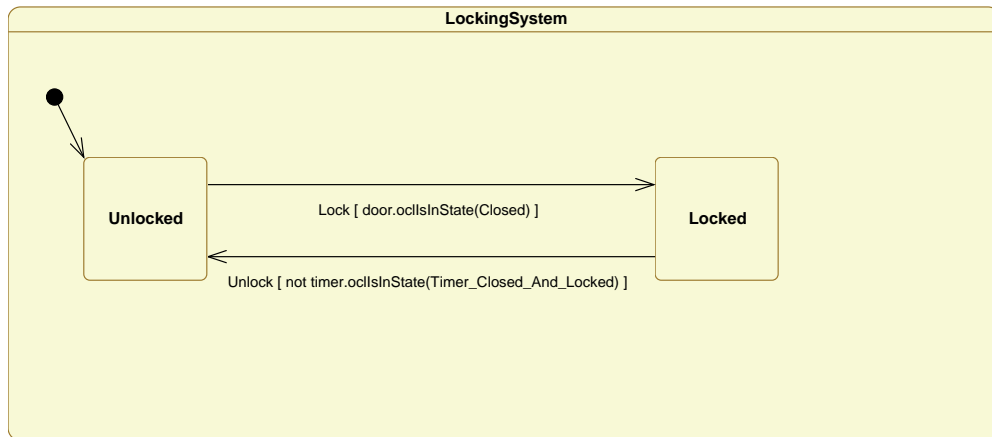 LockingSystem
Unlocked
Lock [ door.oclIsInState(Closed) ]
Locked
Unlock [ not timer.oclIsInState(Timer_Closed_And_Locked) ]